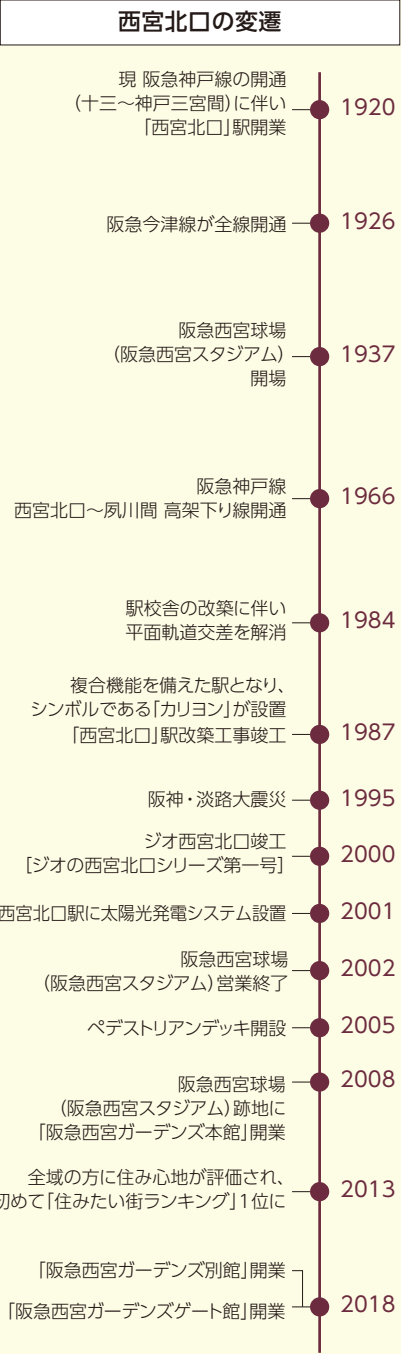 西宮北口の変遷
現 阪急神戸線の開通
(十三～神戸三宮間)に伴い
「西宮北口」駅開業
1920
阪急今津線が全線開通
1926
阪急西宮球場
(阪急西宮スタジアム)
開場
1937
阪急神戸線
西宮北口～夙川間 高架下り線開通
1966
駅校舎の改築に伴い
平面軌道交差を解消
1984
複合機能を備えた駅となり、
シンボルである「カリヨン」が設置
「西宮北口」駅改築工事竣工
1987
阪神・淡路大震災
1995
ジオ西宮北口竣工
[ジオの西宮北口シリーズ第一号]
2000
西宮北口駅に太陽光発電システム設置
2001
阪急西宮球場
(阪急西宮スタジアム)営業終了
2002
ペデストリアンデッキ開設
2005
阪急西宮球場
(阪急西宮スタジアム)跡地に
「阪急西宮ガーデンズ本館」開業
2008
全域の方に住み心地が評価され、
初めて「住みたい街ランキング」1位に
2013
「阪急西宮ガーデンズ別館」開業
「阪急西宮ガーデンズゲート館」開業
2018